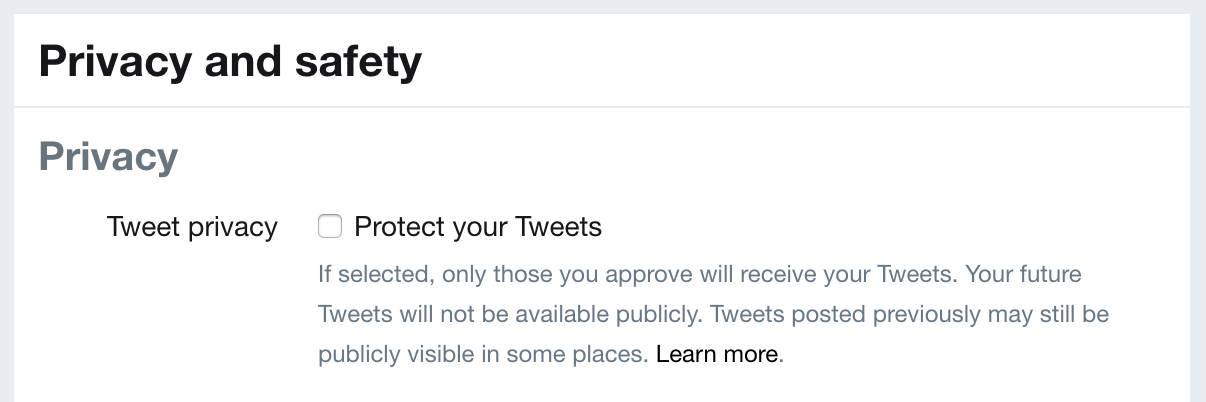 Privacy and safety
Privacy
Tweet privacy Protect your Tweets
If selected, only those you approve will receive your Tweets. Your future
Tweets will not be available publicly. Tweets posted previously may still be
publicly visible in some places. Learn more.